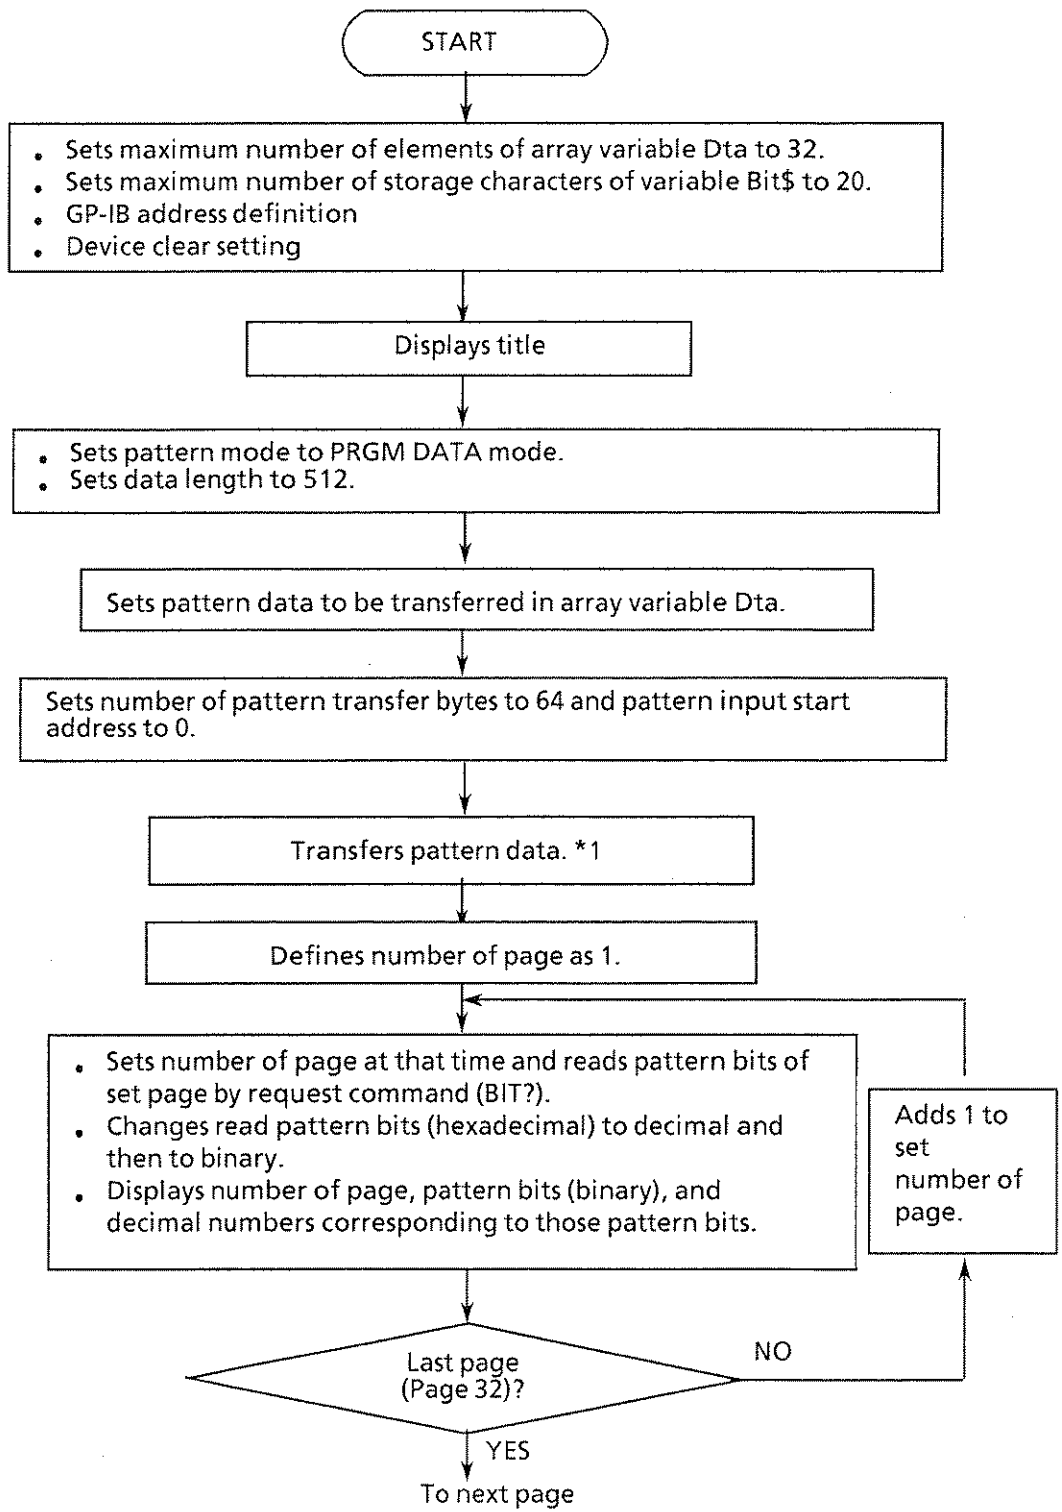 START
• Sets maximum number of elements of array variable Dta to 32.
• Sets maximum number of storage characters of variable Bit$ to 20.
• GP-IB address definition
• Device clear setting
Displays title
• Sets pattern mode to PRGM DATA mode.
• Sets data length to 512.
Sets pattern data to be transferred in array variable Dta.
Sets number of pattern transfer bytes to 64 and pattern input start
address to 0.
Transfers pattern data. *1
Defines number of page as 1.
• Sets number of page at that time and reads pattern bits of
set page by request command (BIT?).
• Changes read pattern bits (hexadecimal) to decimal and
then to binary.
• Displays number of page, pattern bits (binary), and
decimal numbers corresponding to those pattern bits.
Adds 1 to
set
number of
page.
Last page
(Page 32)?
NO
YES
To next page